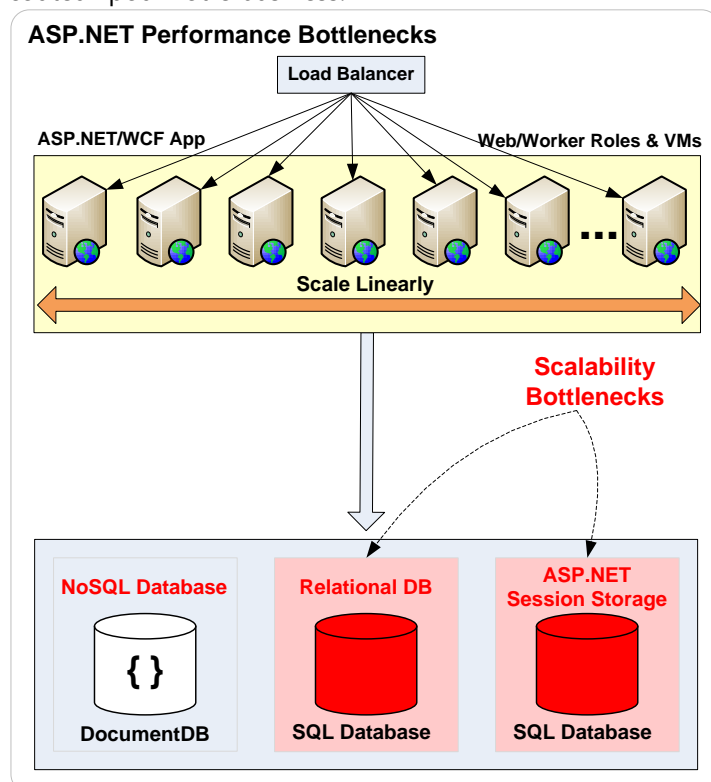 ASP.NET Performance Bottlenecks
Load Balancer
ASP.NET/WCF App
Web/Worker Roles & VMs
...
Scale Linearly
Scalability
Bottlenecks
NoSQL Database
{ }
DocumentDB
Relational DB
SQL Database
ASP.NET
Session Storage
SQL Database